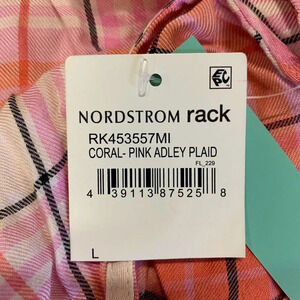 NORDSTROM rack
RK453557MI
CORAL- PINK ADLEY PLAID
FL_229
4 39113 87525 8
L